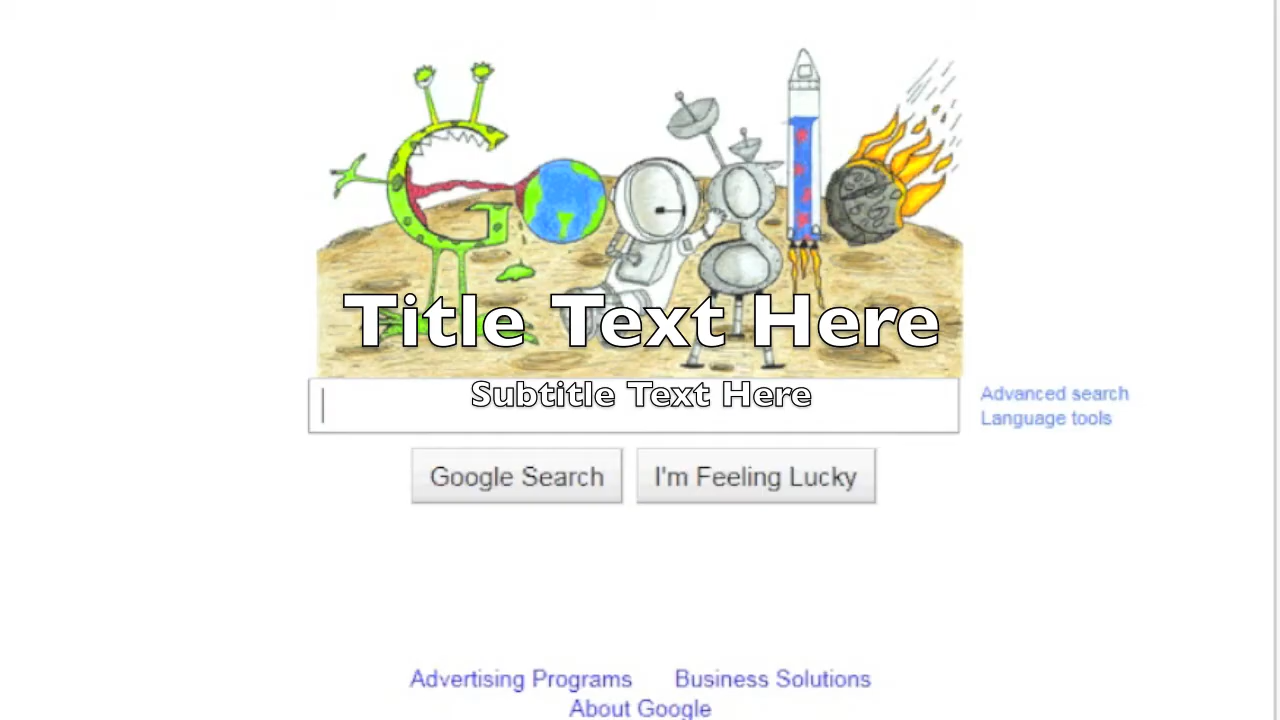 Google
Title Text Here
Subtitle Text Here
Advanced search
Language tools
Google Search
I'm Feeling Lucky
Advertising Programs
Business Solutions
About Google